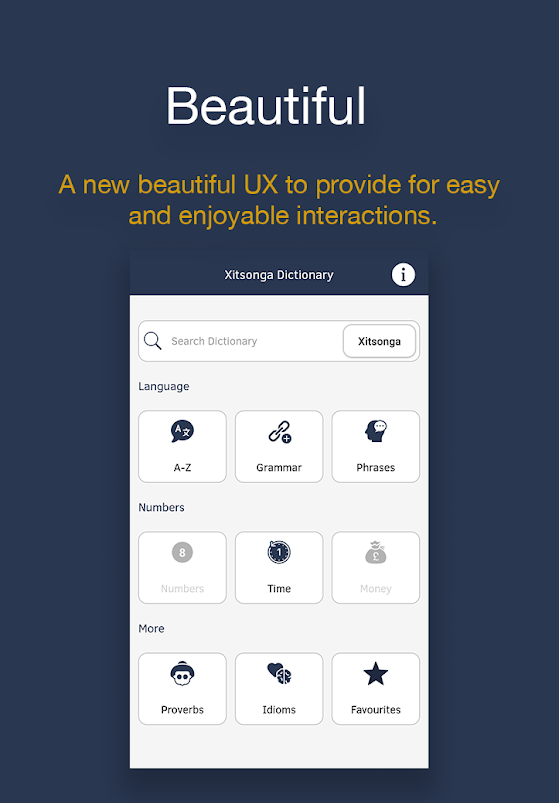 Beautiful
A new beautiful UX to provide for easy
and enjoyable interactions.
Xitsonga Dictionary
i
Search Dictionary
Xitsonga
Language
A
A-Z
Grammar
Phrases
Numbers
8
1
£
Numbers
Time
Money
More
Proverbs
Idioms
Favourites